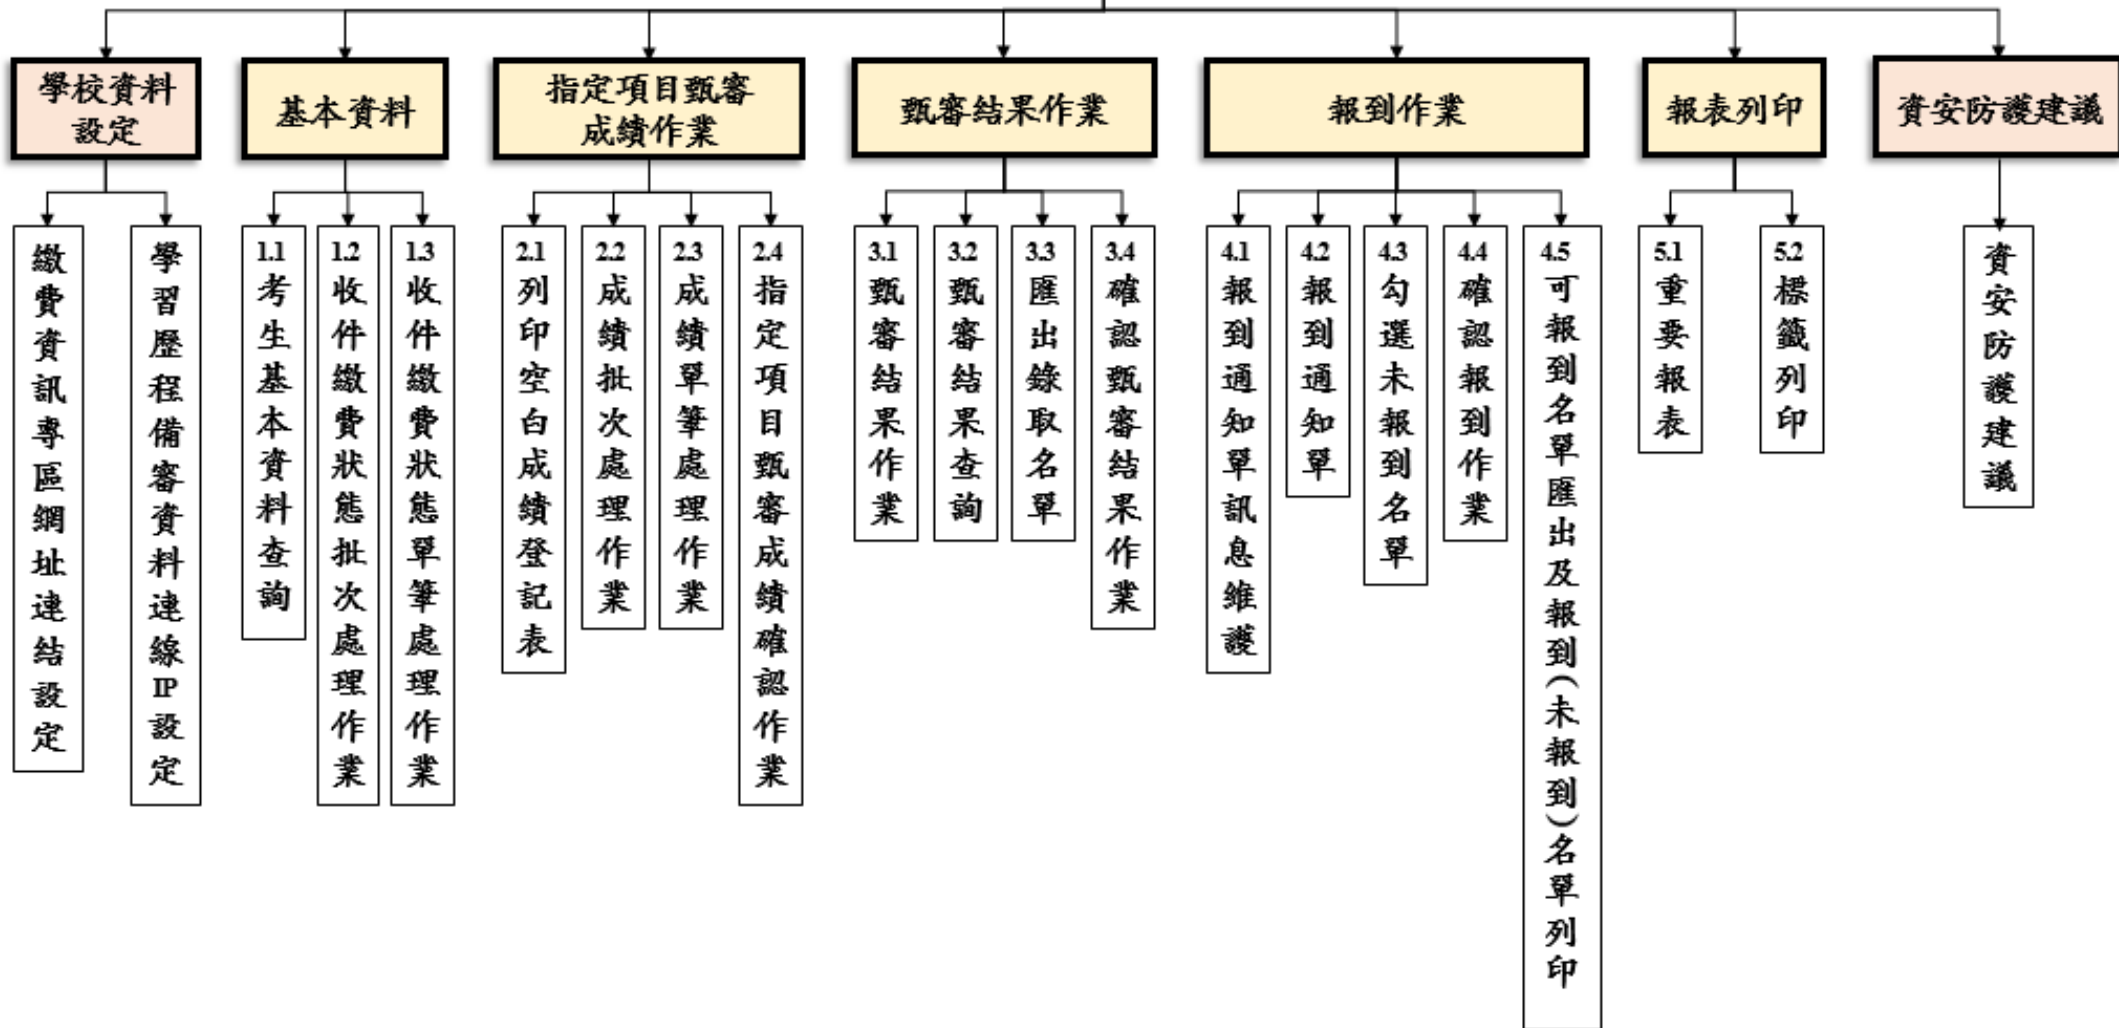 學校資料
設定
基本資料
指定項目甄審
成績作業
甄審結果作業
報到作業
報表列印
資安防護建議
繳費資訊專區網址連結設定
學習歷程備審資料連線IP設定
1.1考生基本資料查詢
1.2收件繳費狀態批次處理作業
1.3收件繳費狀態單筆處理作業
2.1列印空白成績登記表
2.2成績批次處理作業
2.3成績單筆處理作業
2.4指定項目甄審成績確認作業
3.1甄審結果作業
3.2甄審結果查詢
3.3匯出錄取名單
3.4確認甄審結果作業
4.1報到通知單訊息維護
4.2報到通知單
4.3勾選未報到名單
4.4確認報到作業
4.5可報到名單匯出及報到(未報到)名單列印
5.1重要報表
5.2標籤列印
資安防護建議